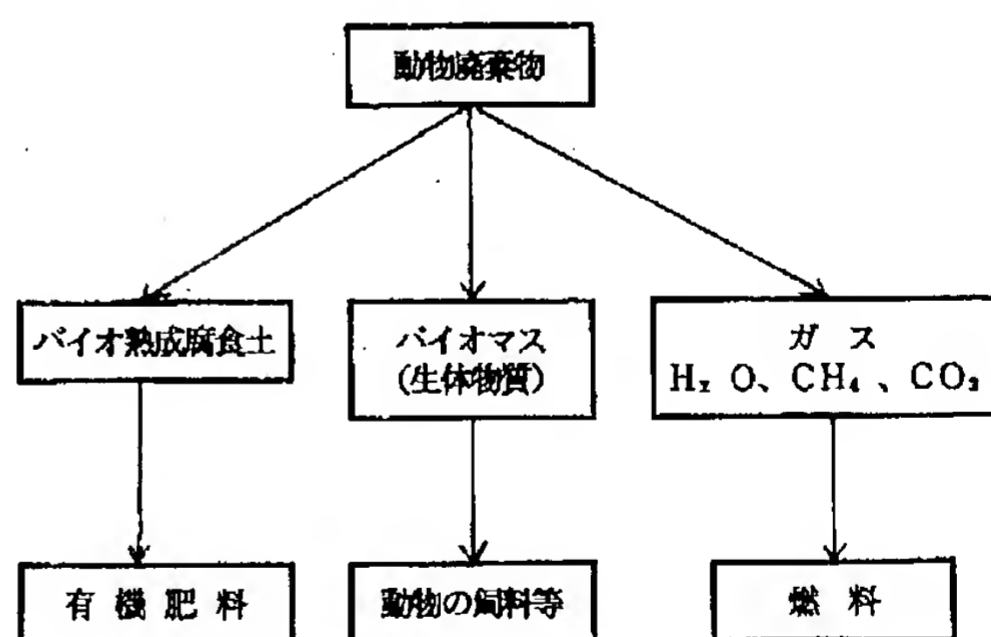 動物廃棄物
バイオ熟成腐食土
バイオマス
(生体物質)
ガス
H₂O、CH₄、CO₂
有機肥料
動物の飼料等
燃料